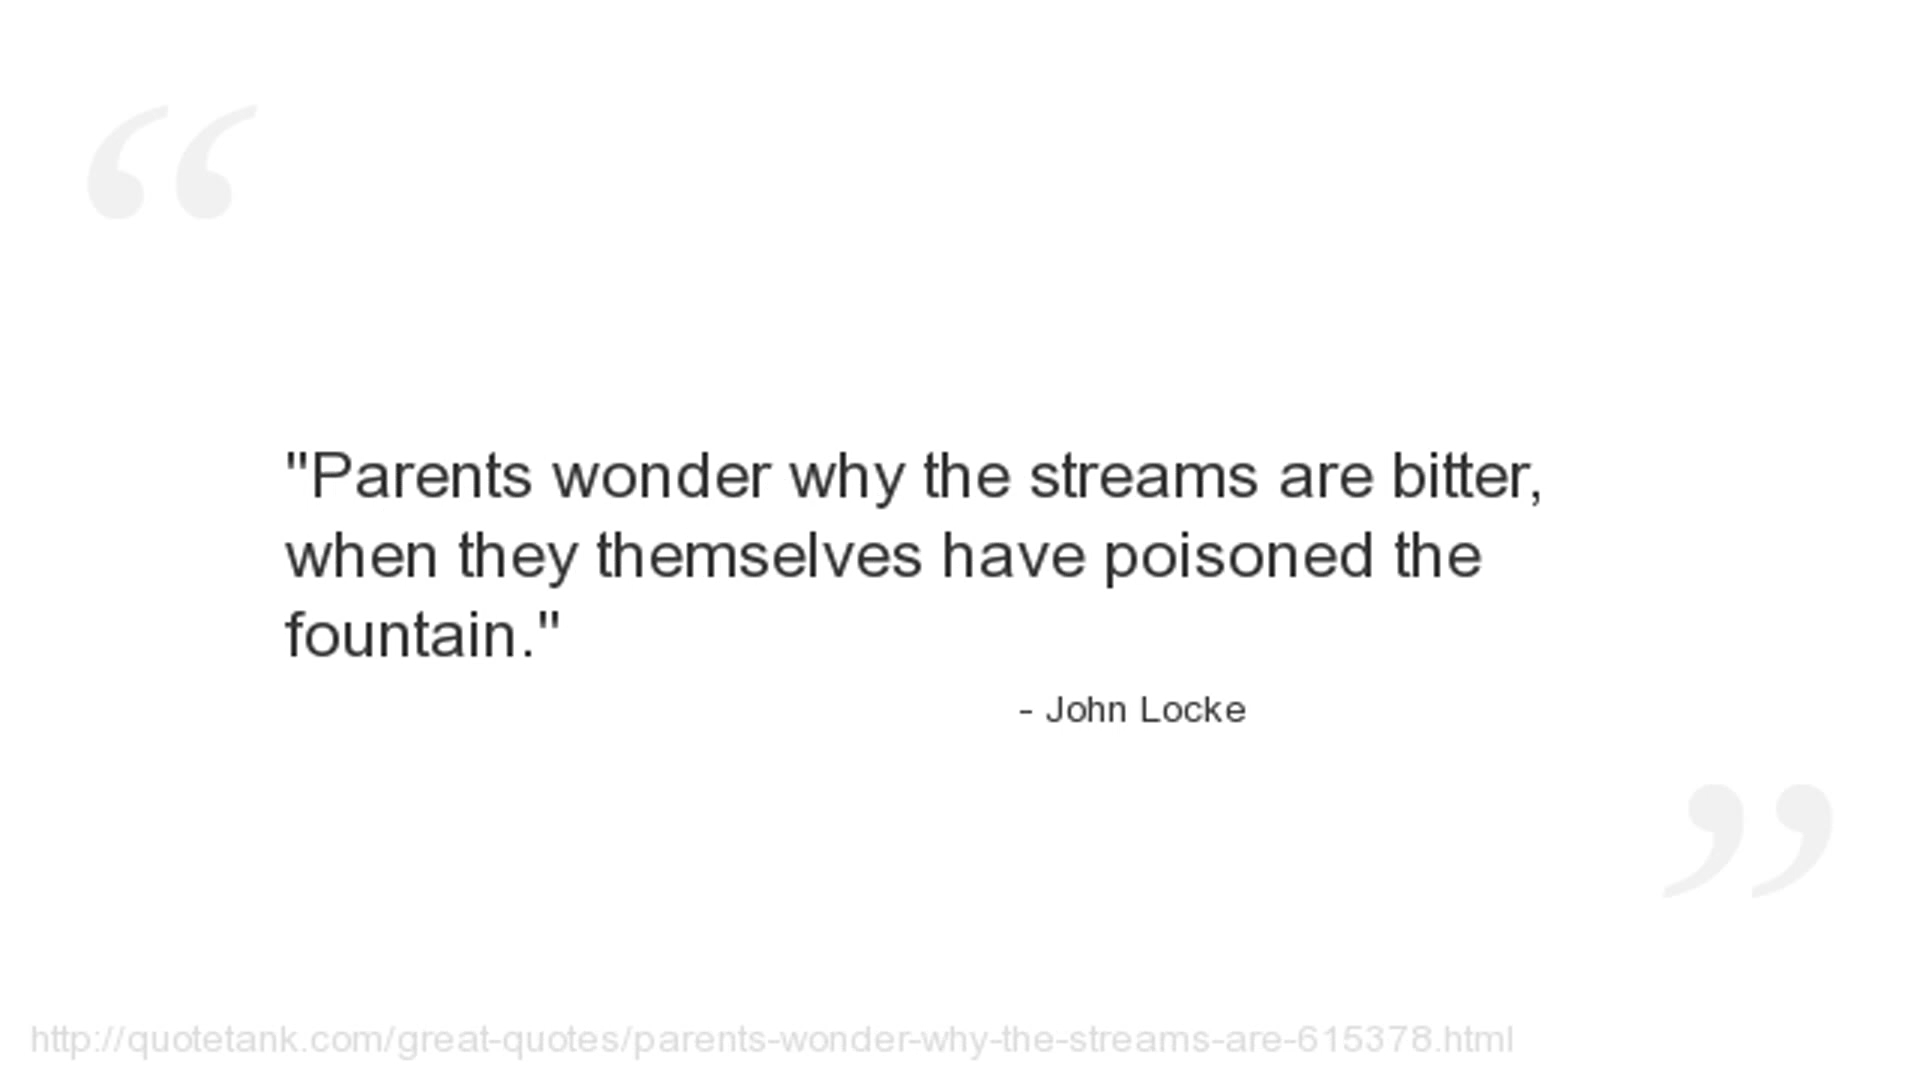 "Parents wonder why the streams are bitter,
when they themselves have poisoned the
fountain."
- John Locke
http://quotetank.com/great-quotes/parents-wonder-why-the-streams-are-615378.html